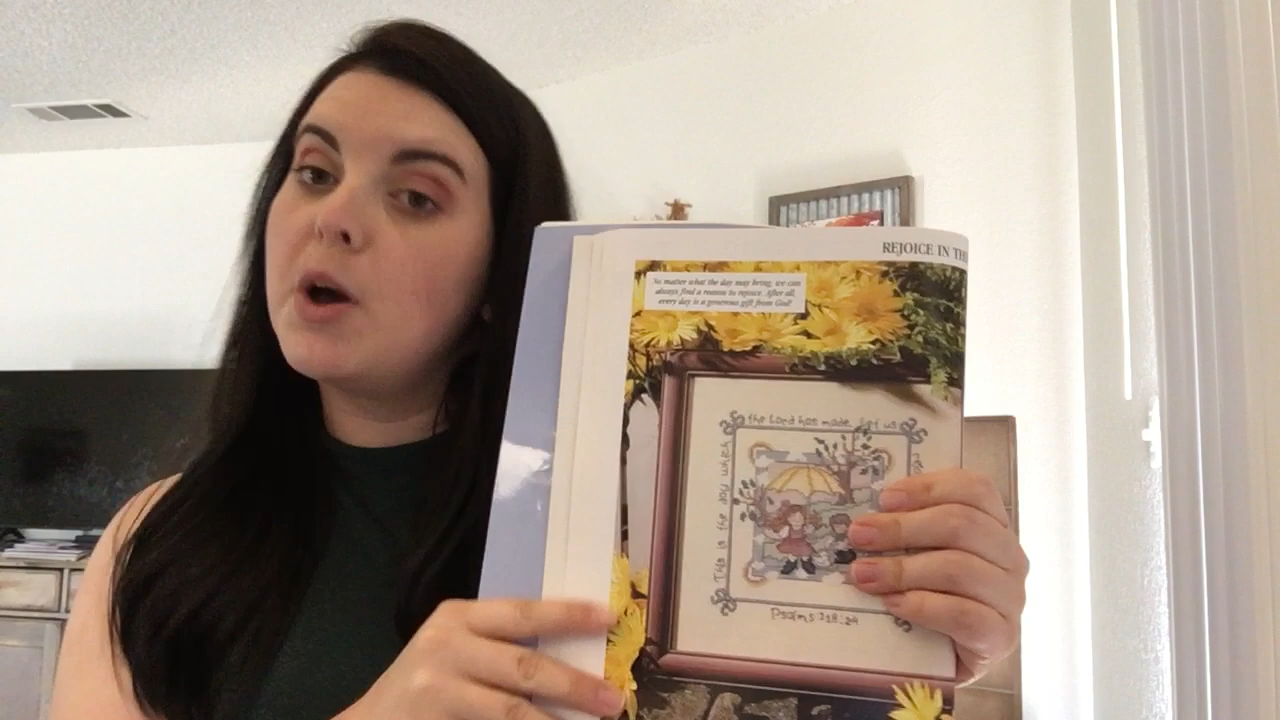 REJOICE IN TH
No matter what the day may bring, we can
always find a reason to rejoice. After all,
every day is a generous gift from God!
This is the day which
the Lord has made. Let us
Psalms 118:24